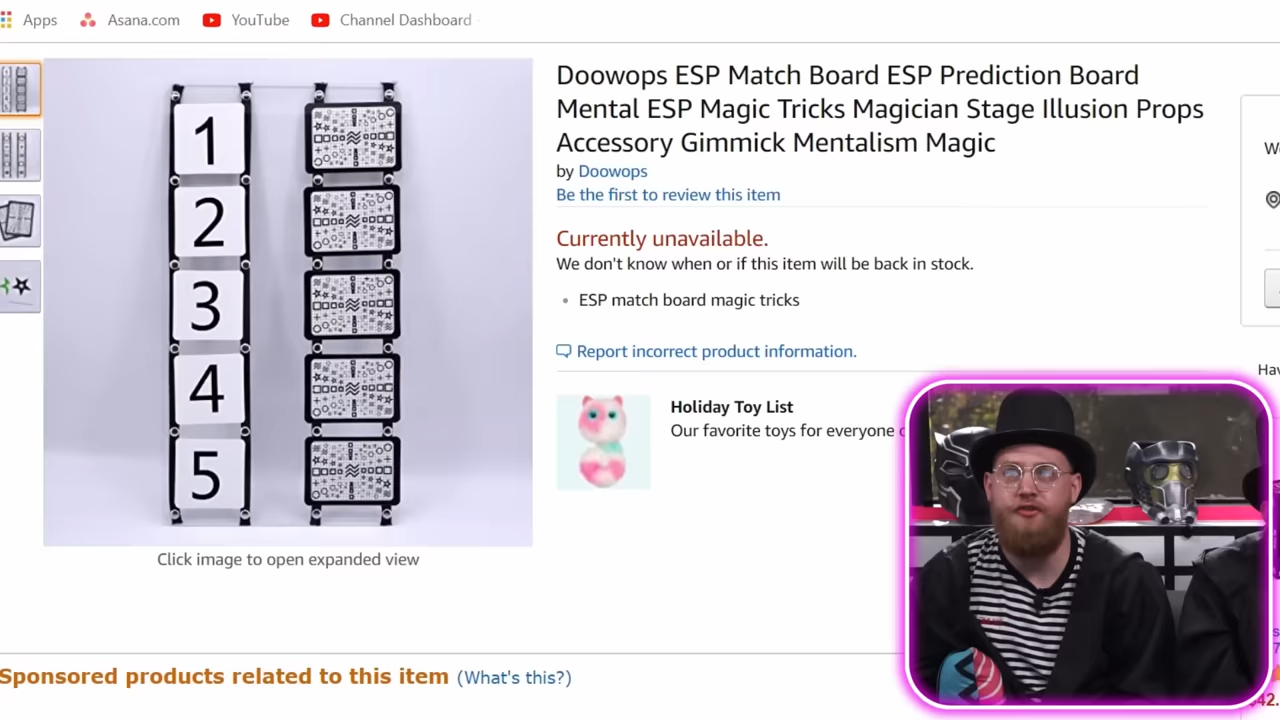 Apps
Asana.com
YouTube
Channel Dashboard
Doowops ESP Match Board ESP Prediction Board
Mental ESP Magic Tricks Magician Stage Illusion Props
Accessory Gimmick Mentalism Magic
by Doowops
Be the first to review this item
Currently unavailable.
We don't know when or if this item will be back in stock.
• ESP match board magic tricks
Report incorrect product information.
Holiday Toy List
Our favorite toys for everyone
1
2
3
4
5
Click image to open expanded view
Sponsored products related to this item (What's this?)